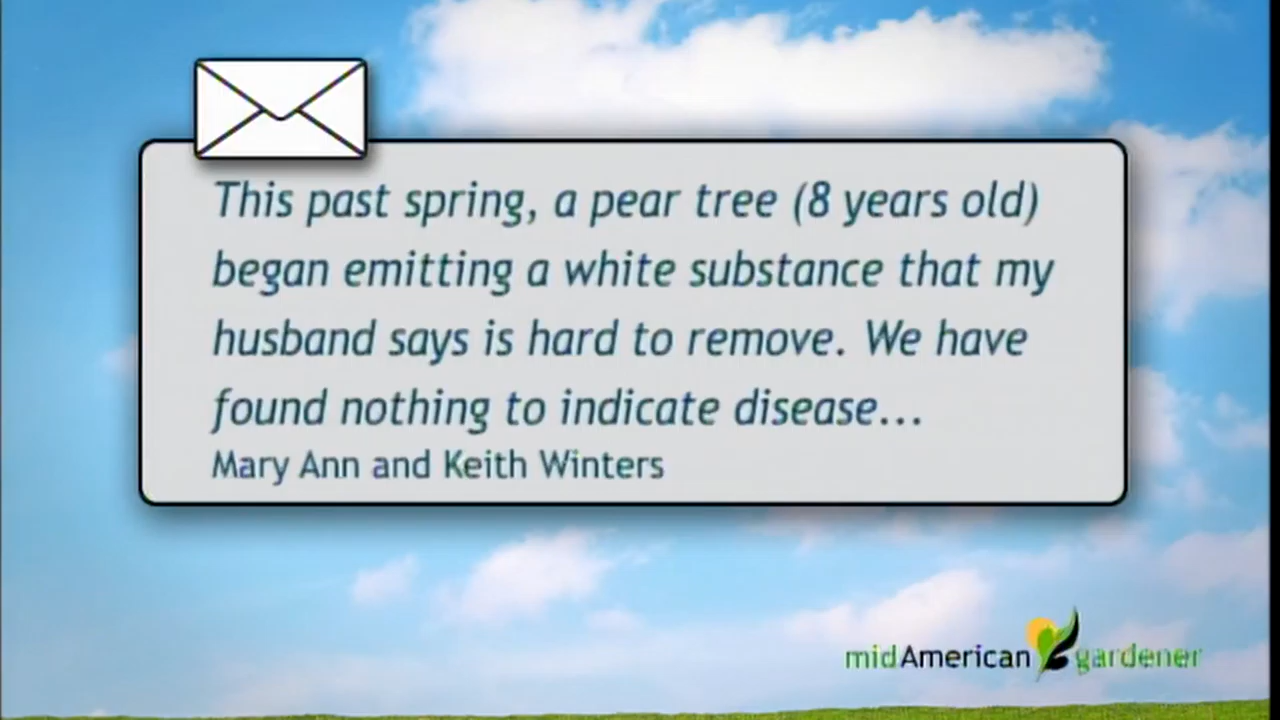 This past spring, a pear tree (8 years old)
began emitting a white substance that my
husband says is hard to remove. We have
found nothing to indicate disease...
Mary Ann and Keith Winters
midAmerican gardener